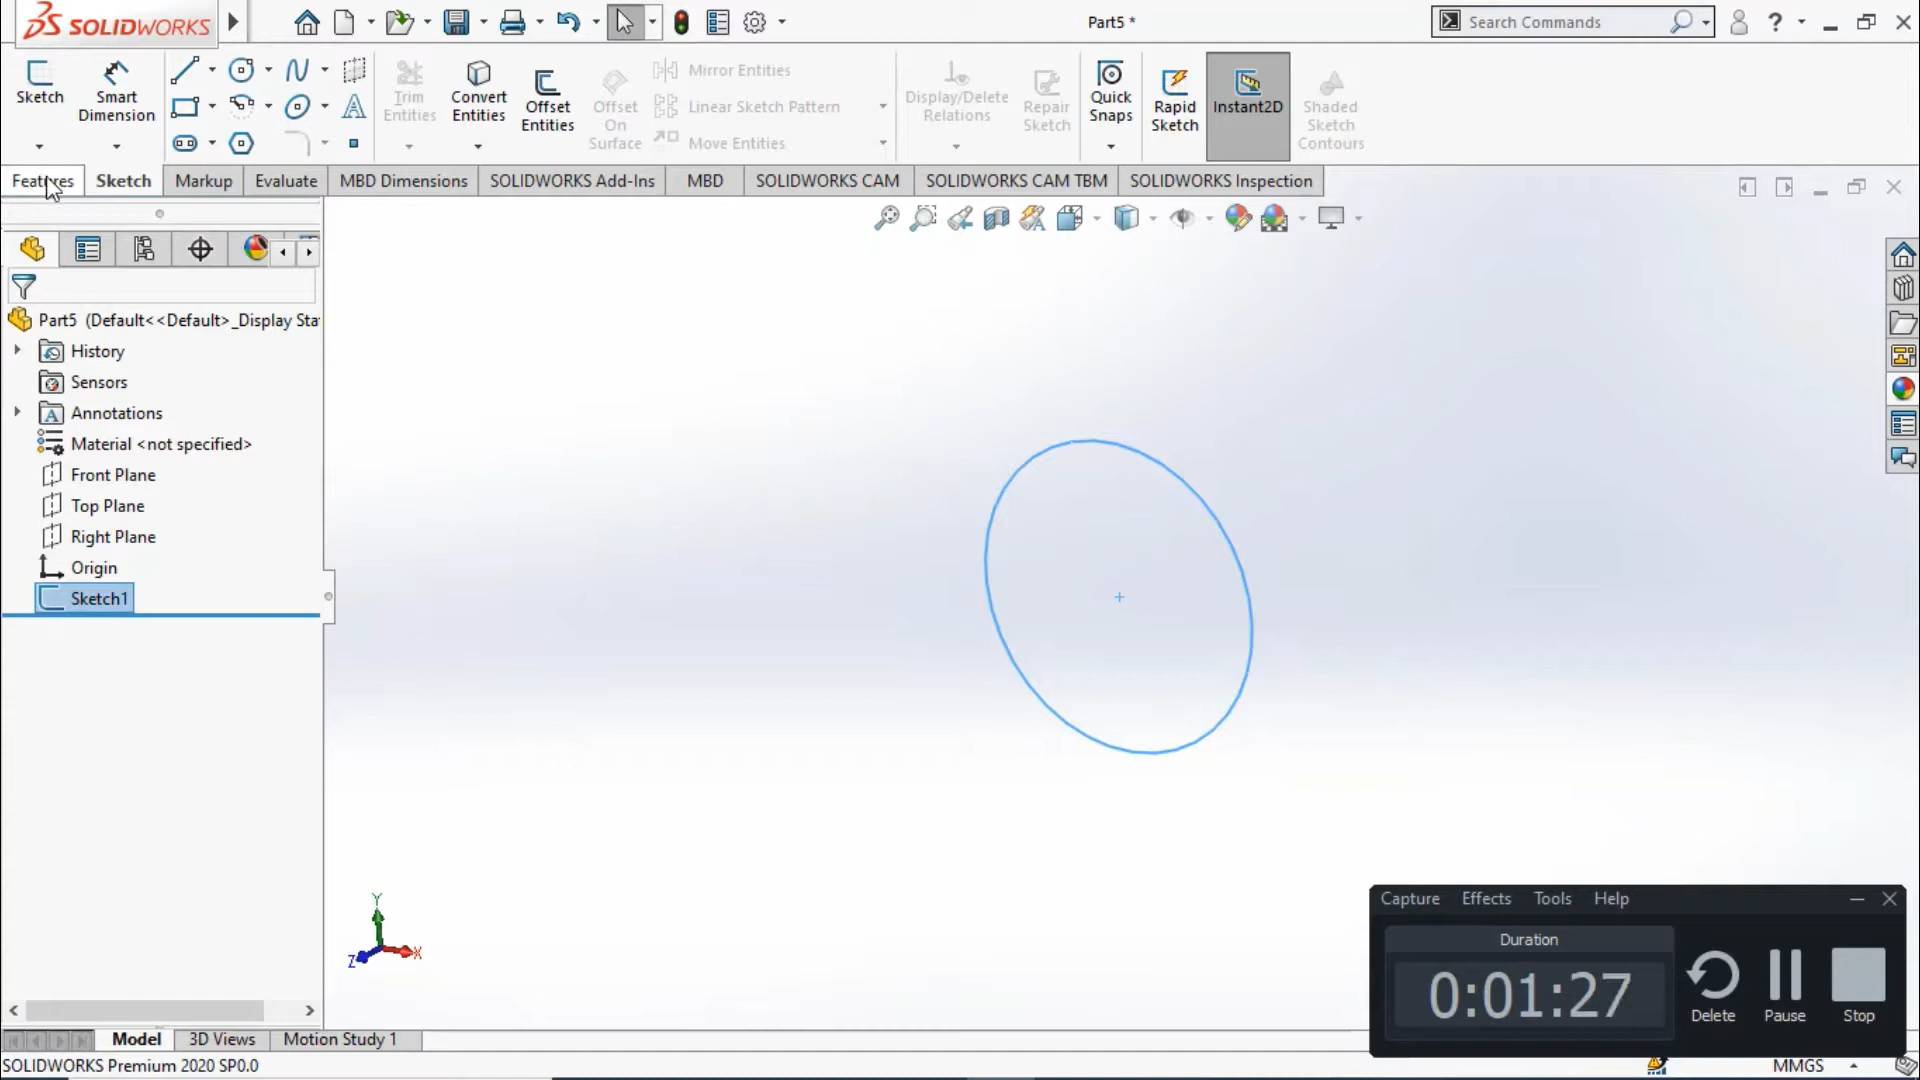 SOLIDWORKS
Part5 *
Search Commands
?
Sketch
Smart
Dimension
Trim
Entities
Convert
Entities
Offset
Entities
Offset
On
Surface
Mirror Entities
Linear Sketch Pattern
Move Entities
Display/Delete
Relations
Repair
Sketch
Quick
Snaps
Rapid
Sketch
Instant2D
Shaded
Sketch
Contours
Features
Sketch
Markup
Evaluate
MBD Dimensions
SOLIDWORKS Add-Ins
MBD
SOLIDWORKS CAM
SOLIDWORKS CAM TBM
SOLIDWORKS Inspection
Part5 (Default<<Default>_Display Sta
History
Sensors
Annotations
Material <not specified>
Front Plane
Top Plane
Right Plane
Origin
Sketch1
Y
X
Z
Capture
Effects
Tools
Help
Duration
0:01:27
Delete
Pause
Stop
Model
3D Views
Motion Study 1
SOLIDWORKS Premium 2020 SP0.0
MMGS